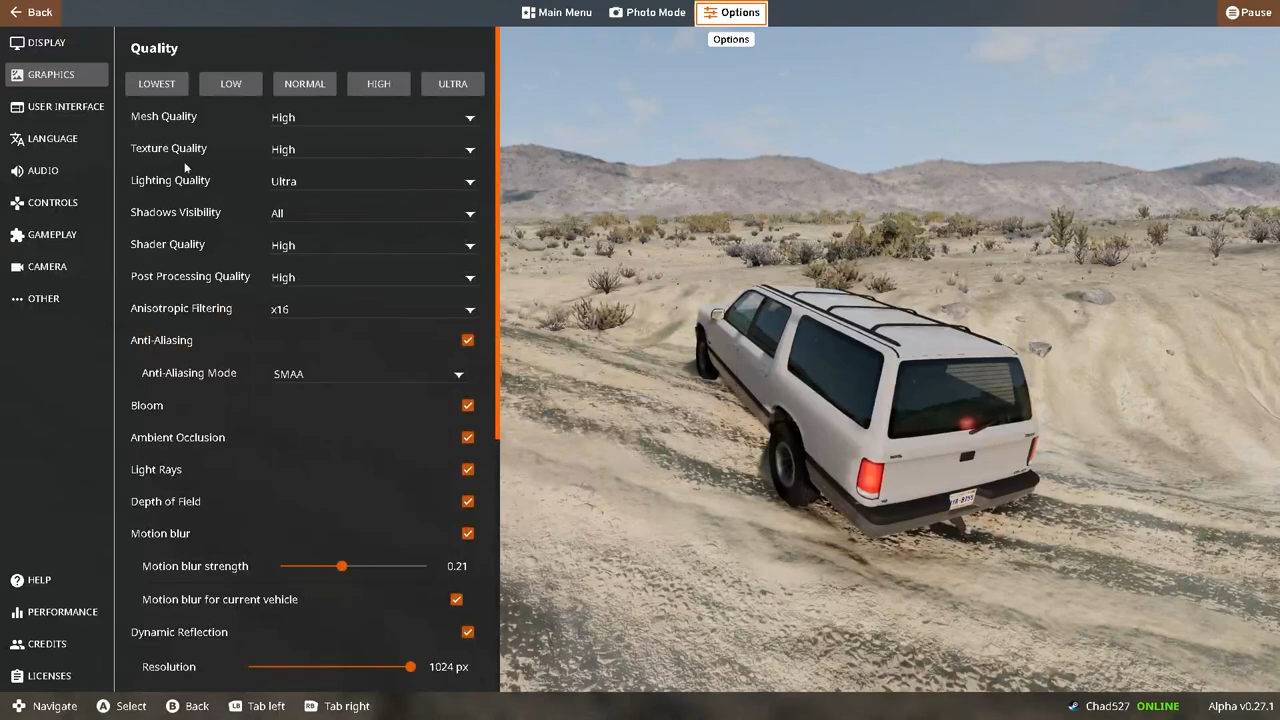 Back
Main Menu
Photo Mode
Options
Pause
Options
DISPLAY
GRAPHICS
USER INTERFACE
LANGUAGE
AUDIO
CONTROLS
GAMEPLAY
CAMERA
OTHER
HELP
PERFORMANCE
CREDITS
LICENSES
Quality
LOWEST LOW NORMAL HIGH ULTRA
Mesh Quality High
Texture Quality High
Lighting Quality Ultra
Shadows Visibility All
Shader Quality High
Post Processing Quality High
Anisotropic Filtering x16
Anti-Aliasing
Anti-Aliasing Mode SMAA
Bloom
Ambient Occlusion
Light Rays
Depth of Field
Motion blur
Motion blur strength 0.21
Motion blur for current vehicle
Dynamic Reflection
Resolution 1024 px
Navigate A Select B Back LB Tab left RB Tab right
Chad527 ONLINE Alpha v0.27.1